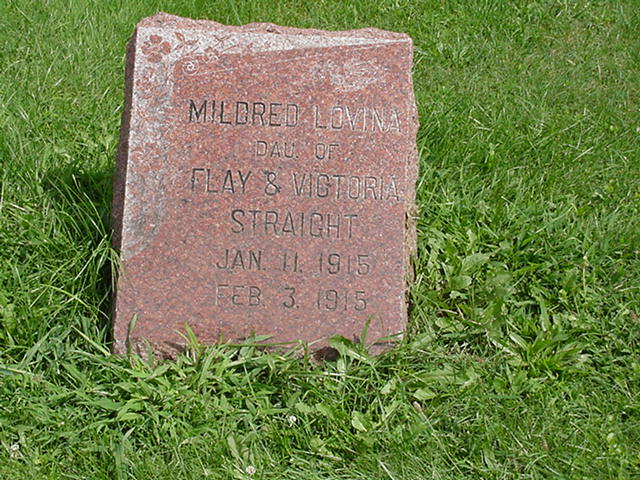 MILDRED LOVINA
DAU. OF
FLAY & VICTORIA
STRAIGHT
JAN. 11. 1915
FEB. 3. 1915